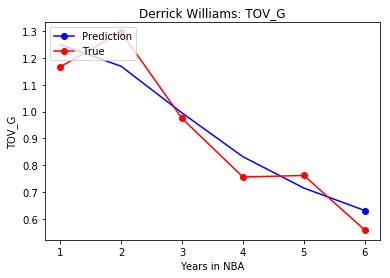 Derrick Williams: TOV_G
Prediction
True
1.3
1.2
1.1
1.0
0.9
0.8
0.7
0.6
TOV_G
1 2 3 4 5 6
Years in NBA